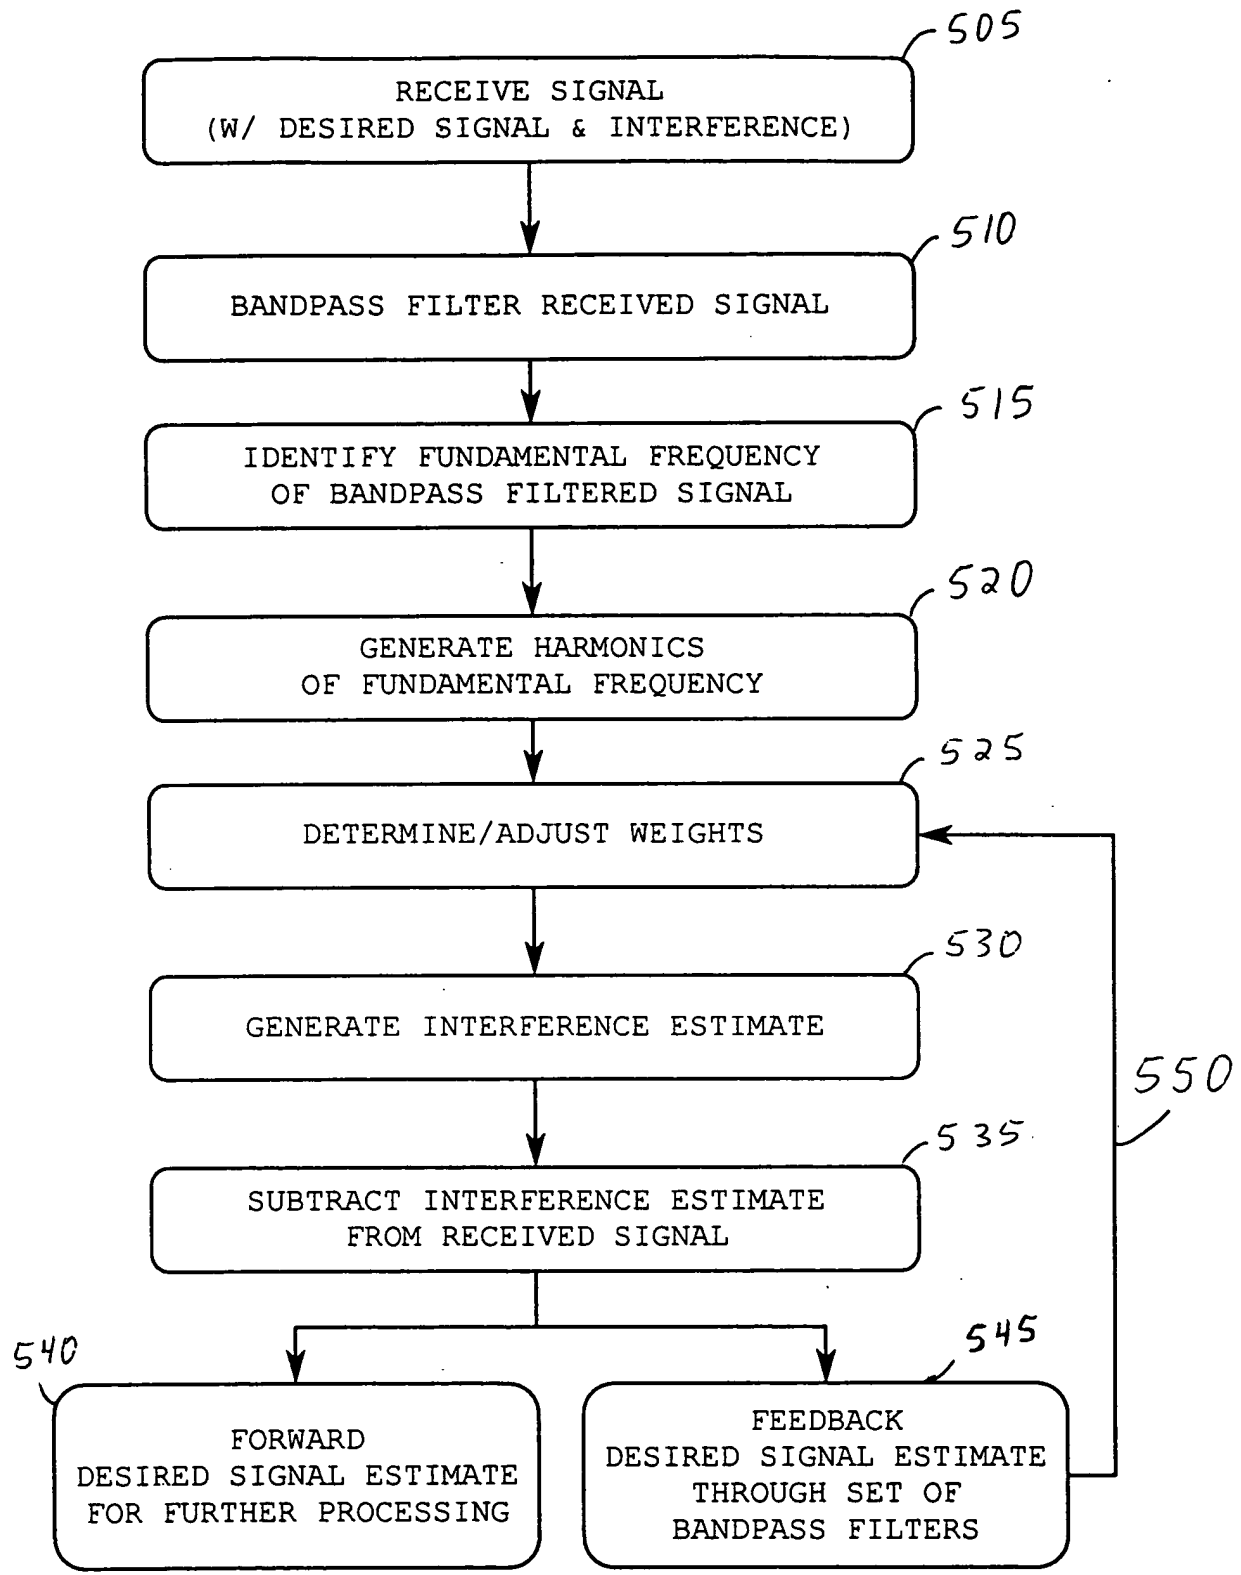 505
RECEIVE SIGNAL
(W/ DESIRED SIGNAL & INTERFERENCE)
510
BANDPASS FILTER RECEIVED SIGNAL
515
IDENTIFY FUNDAMENTAL FREQUENCY
OF BANDPASS FILTERED SIGNAL
520
GENERATE HARMONICS
OF FUNDAMENTAL FREQUENCY
525
DETERMINE/ADJUST WEIGHTS
530
GENERATE INTERFERENCE ESTIMATE
550
535
SUBTRACT INTERFERENCE ESTIMATE
FROM RECEIVED SIGNAL
540
FORWARD
DESIRED SIGNAL ESTIMATE
FOR FURTHER PROCESSING
545
FEEDBACK
DESIRED SIGNAL ESTIMATE
THROUGH SET OF
BANDPASS FILTERS